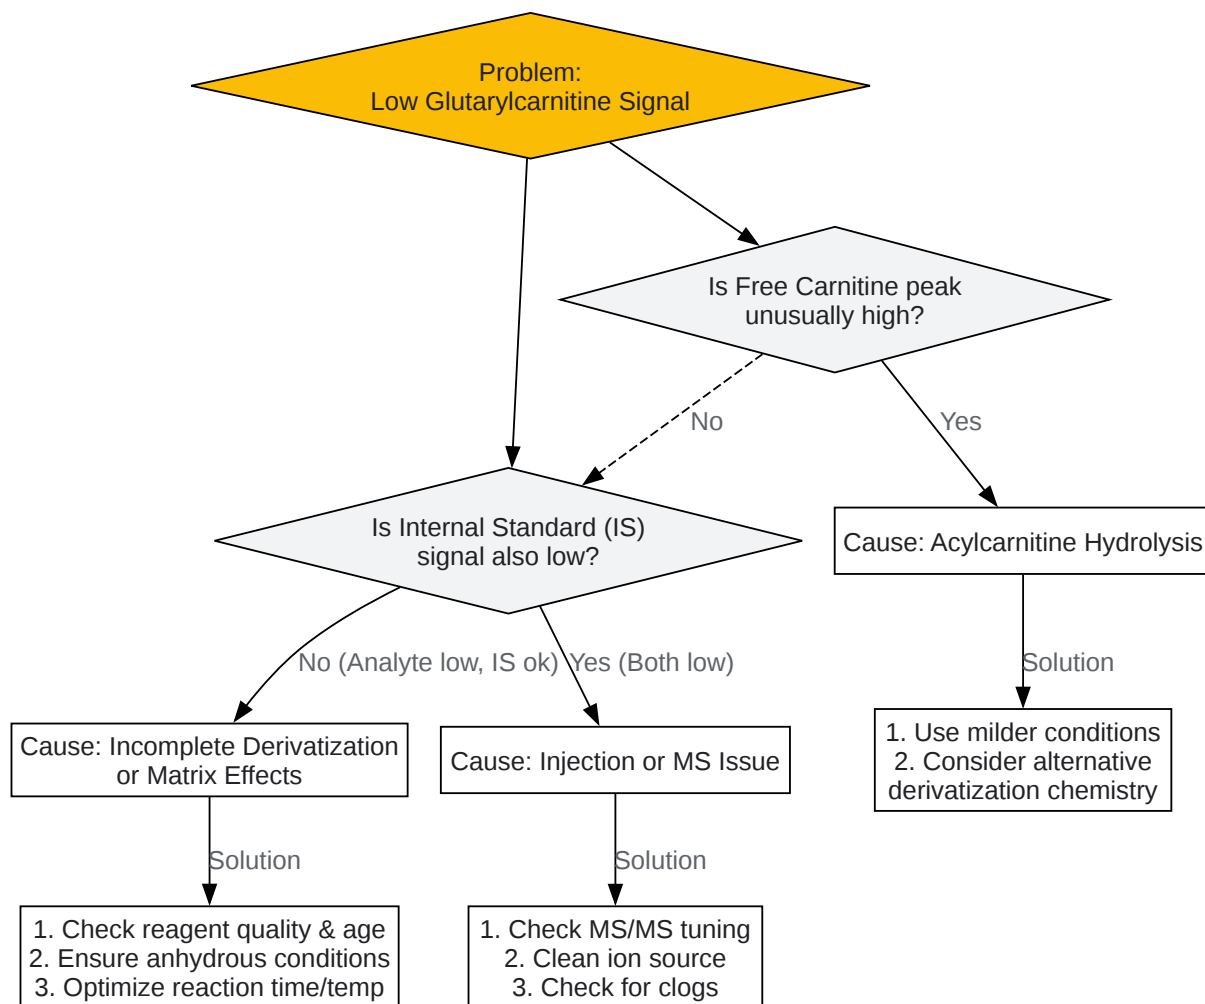 Problem:
Low Glutarylcarnitine Signal
Is Free Carnitine peak
unusually high?
No
Yes
Is Internal Standard (IS)
signal also low?
Cause: Acylcarnitine Hydrolysis
No (Analyte low, IS ok)
Yes (Both low)
Solution
Cause: Incomplete Derivatization
or Matrix Effects
Cause: Injection or MS Issue
1. Use milder conditions
2. Consider alternative
derivatization chemistry
Solution
Solution
1. Check reagent quality & age
2. Ensure anhydrous conditions
3. Optimize reaction time/temp
1. Check MS/MS tuning
2. Clean ion source
3. Check for clogs